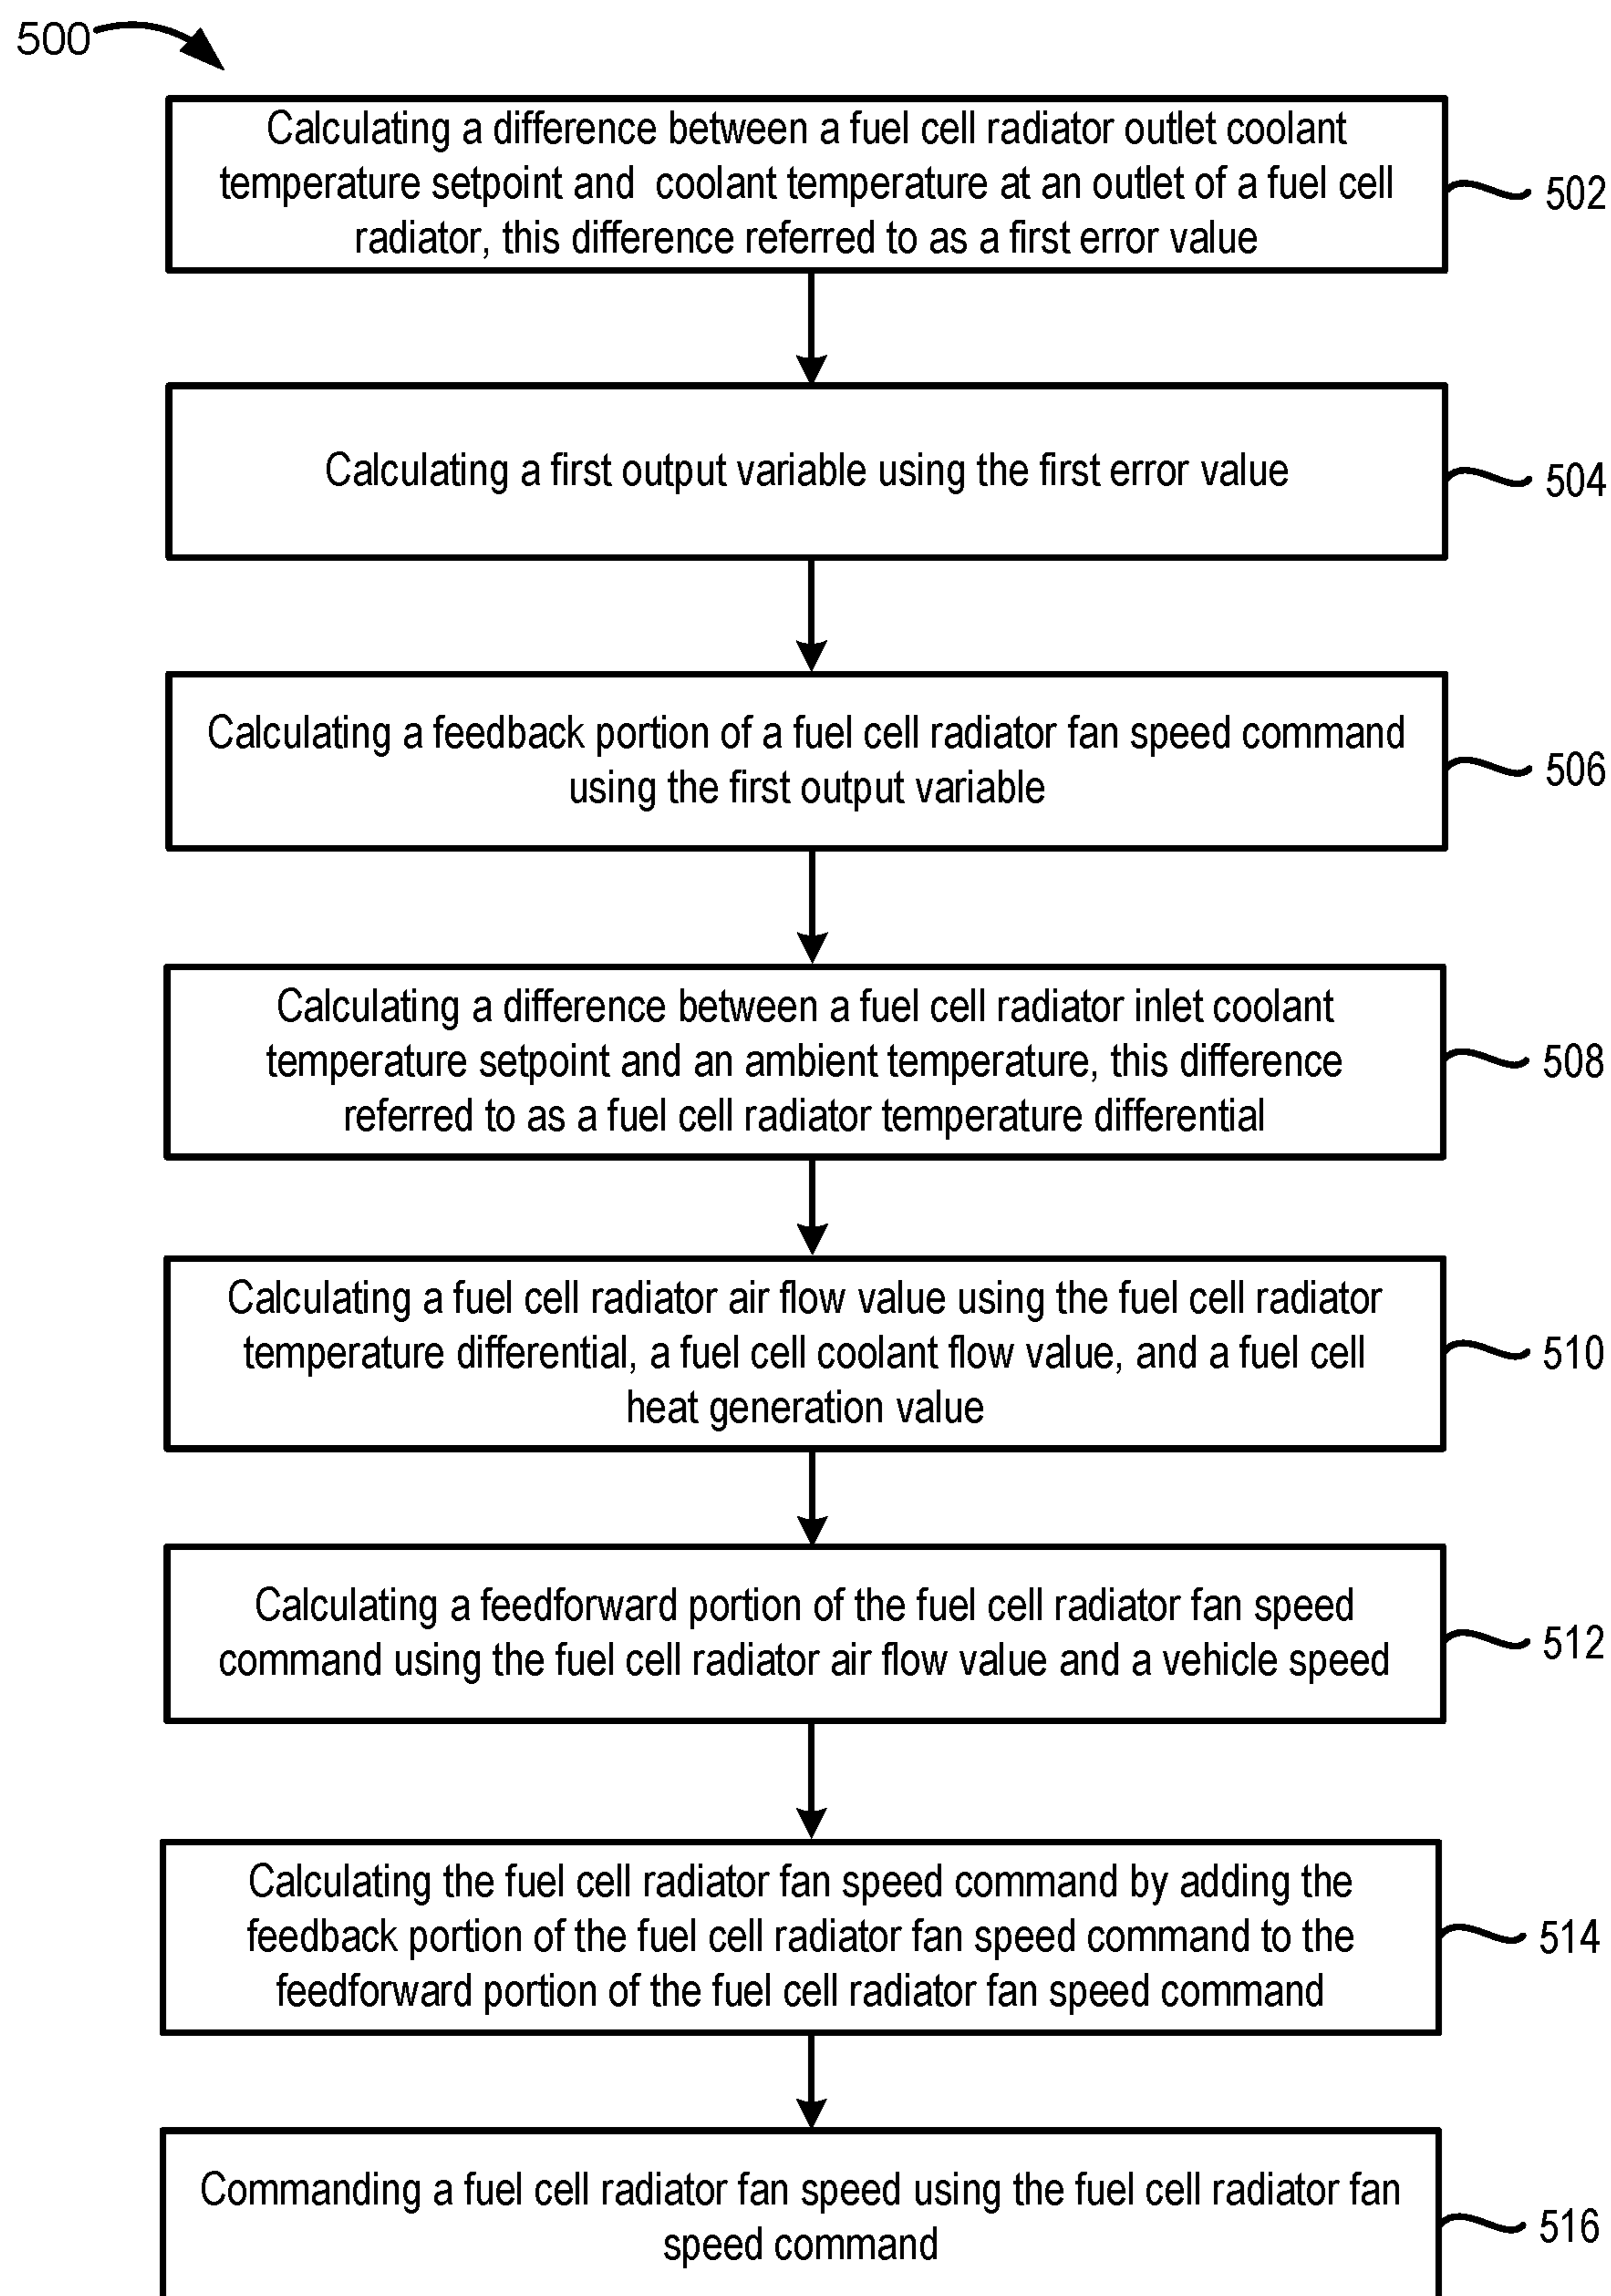 500
Calculating a difference between a fuel cell radiator outlet coolant
temperature setpoint and coolant temperature at an outlet of a fuel cell
radiator, this difference referred to as a first error value
502
Calculating a first output variable using the first error value
504
Calculating a feedback portion of a fuel cell radiator fan speed command
using the first output variable
506
Calculating a difference between a fuel cell radiator inlet coolant
temperature setpoint and an ambient temperature, this difference
referred to as a fuel cell radiator temperature differential
508
Calculating a fuel cell radiator air flow value using the fuel cell radiator
temperature differential, a fuel cell coolant flow value, and a fuel cell
heat generation value
510
Calculating a feedforward portion of the fuel cell radiator fan speed
command using the fuel cell radiator air flow value and a vehicle speed
512
Calculating the fuel cell radiator fan speed command by adding the
feedback portion of the fuel cell radiator fan speed command to the
feedforward portion of the fuel cell radiator fan speed command
514
Commanding a fuel cell radiator fan speed using the fuel cell radiator fan
speed command
516